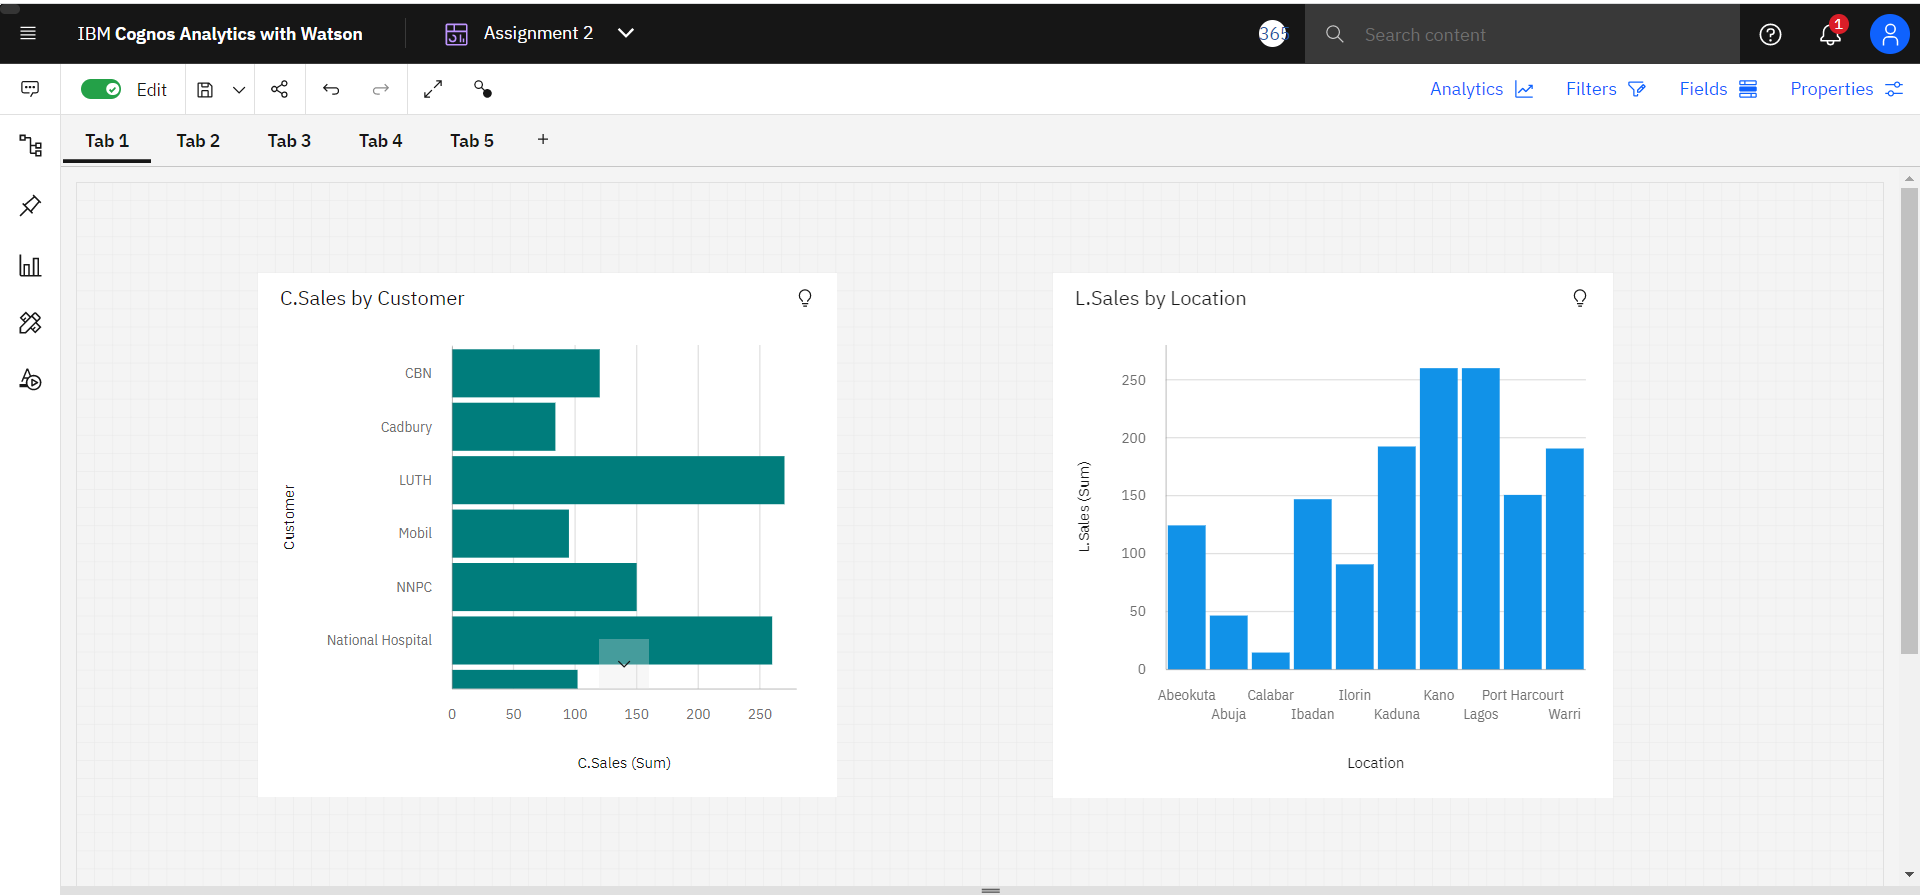 IBM Cognos Analytics with Watson
Assignment 2
365
Search content
1
Edit
Analytics
Filters
Fields
Properties
Tab 1
Tab 2
Tab 3
Tab 4
Tab 5
+
C.Sales by Customer
Customer
CBN
Cadbury
LUTH
Mobil
NNPC
National Hospital
0 50 100 150 200 250
C.Sales (Sum)
L.Sales by Location
L.Sales (Sum)
250
200
150
100
50
0
Abeokuta Calabar Ilorin Kano Port Harcourt
Abuja Ibadan Kaduna Lagos Warri
Location